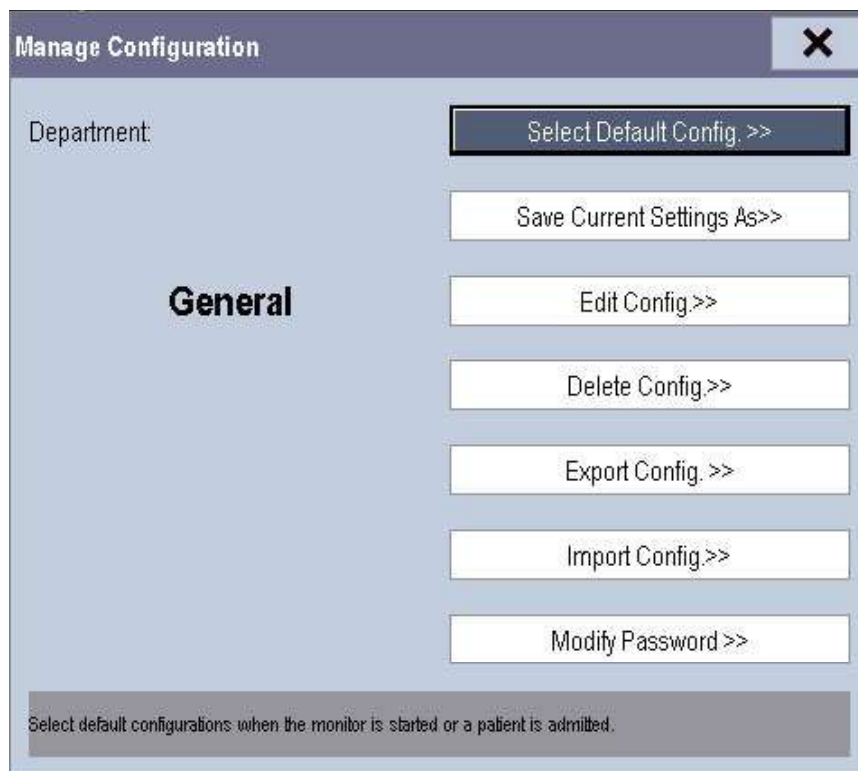 Manage Configuration
Department:
Select Default Config. >>
Save Current Settings As>>
General
Edit Config.>>
Delete Config.>>
Export Config. >>
Import Config.>>
Modify Password >>
Select default configurations when the monitor is started or a patient is admitted.